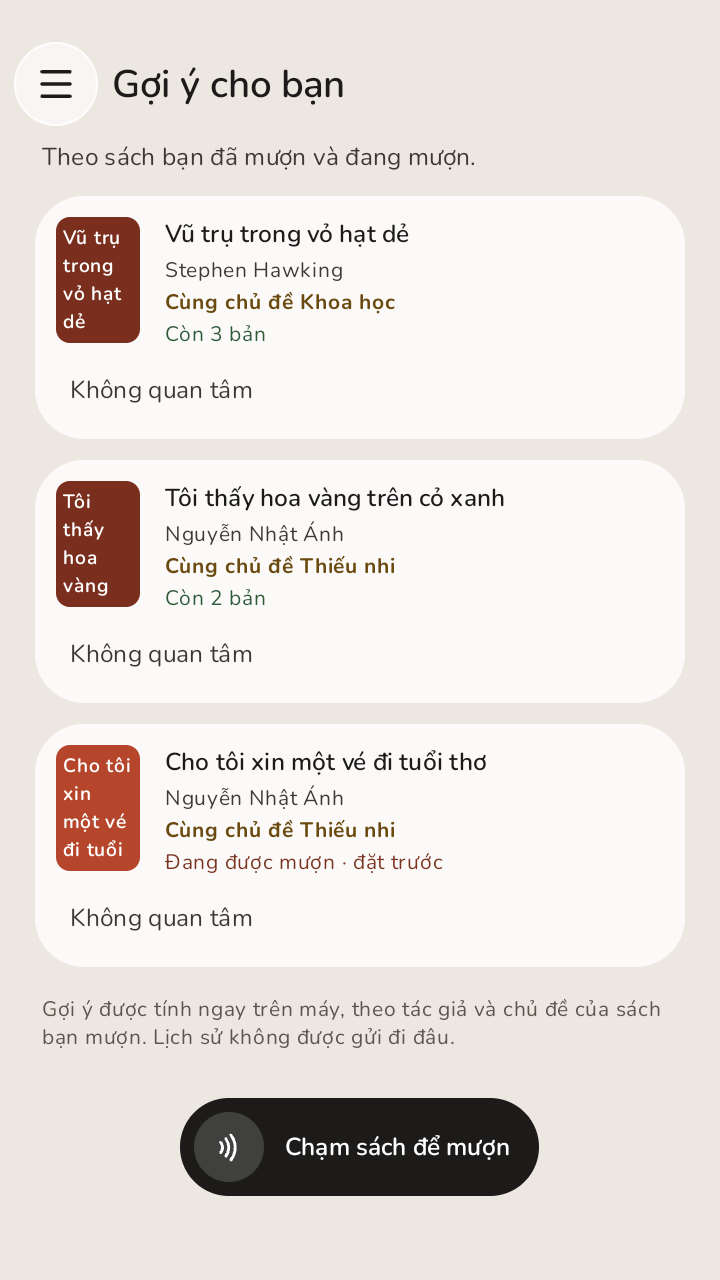 Gợi ý cho bạn
Theo sách bạn đã mượn và đang mượn.
Vũ trụ
trong
vỏ hạt
dẻ
Vũ trụ trong vỏ hạt dẻ
Stephen Hawking
Cùng chủ đề Khoa học
Còn 3 bản
Không quan tâm
Tôi
thấy
hoa
vàng
Tôi thấy hoa vàng trên cỏ xanh
Nguyễn Nhật Ánh
Cùng chủ đề Thiếu nhi
Còn 2 bản
Không quan tâm
Cho tôi
xin
một vé
đi tuổi
Cho tôi xin một vé đi tuổi thơ
Nguyễn Nhật Ánh
Cùng chủ đề Thiếu nhi
Đang được mượn · đặt trước
Không quan tâm
Gợi ý được tính ngay trên máy, theo tác giả và chủ đề của sách
bạn mượn. Lịch sử không được gửi đi đâu.
Chạm sách để mượn